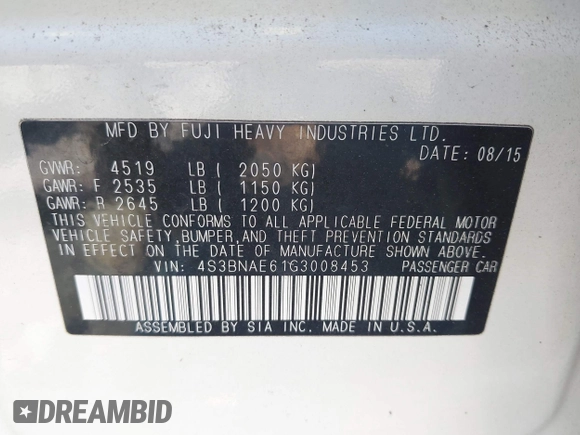 MFD BY FUJI HEAVY INDUSTRIES LTD.
DATE: 08/15
GVWR: 4519 LB ( 2050 KG)
GAWR: F 2535 LB ( 1150 KG)
GAWR: R 2645 LB ( 1200 KG)
THIS VEHICLE CONFORMS TO ALL APPLICABLE FEDERAL MOTOR
VEHICLE SAFETY, BUMPER, AND THEFT PREVENTION STANDARDS
IN EFFECT ON THE DATE OF MANUFACTURE SHOWN ABOVE.
VIN: 4S3BNAE61G3008453 PASSENGER CAR
ASSEMBLED BY SIA INC. MADE IN U.S.A.
DREAMBID